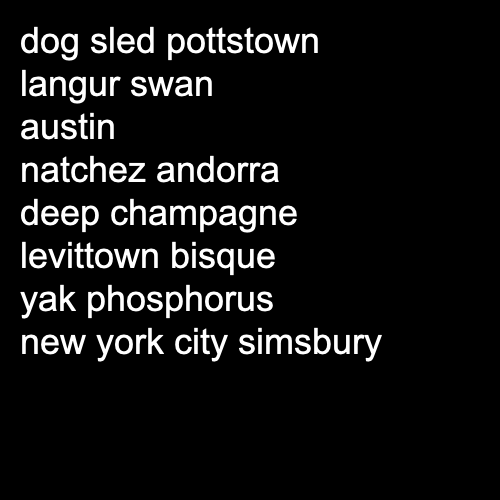 dog sled pottstown
langur swan
austin
natchez andorra
deep champagne
levittown bisque
yak phosphorus
new york city simsbury